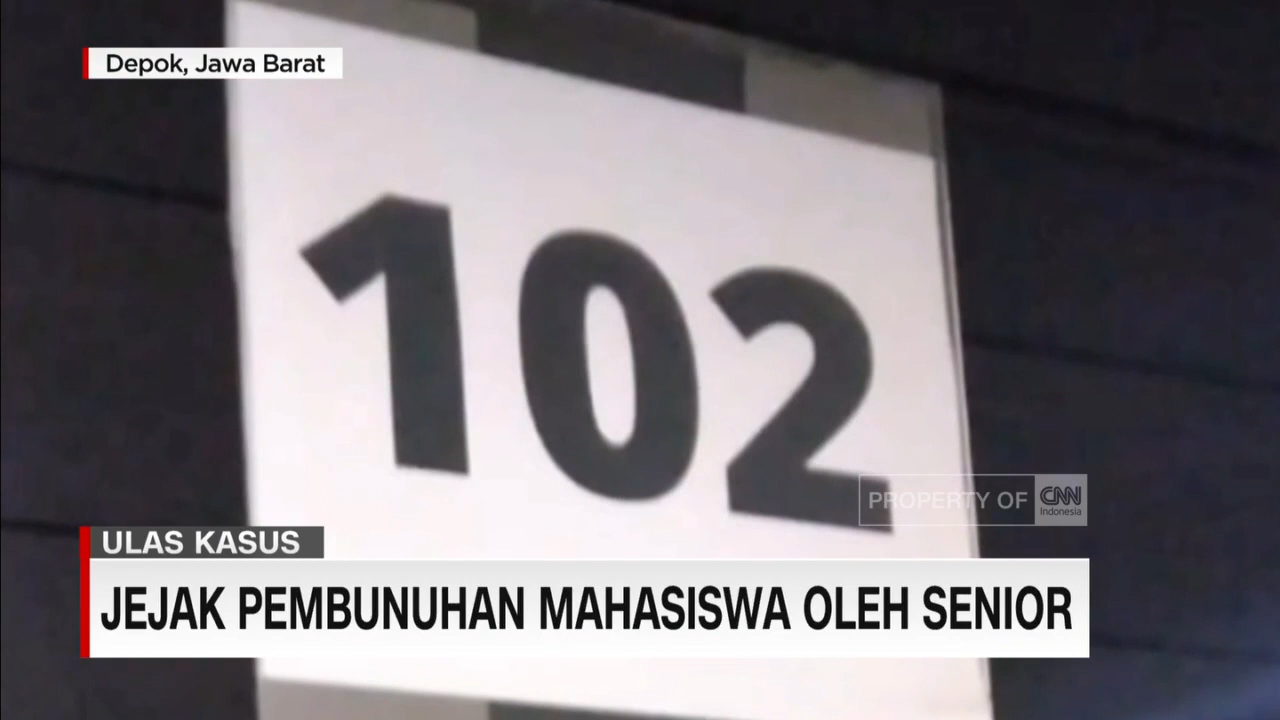 Depok, Jawa Barat
102
PROPERTY OF CNN Indonesia
ULAS KASUS
JEJAK PEMBUNUHAN MAHASISWA OLEH SENIOR